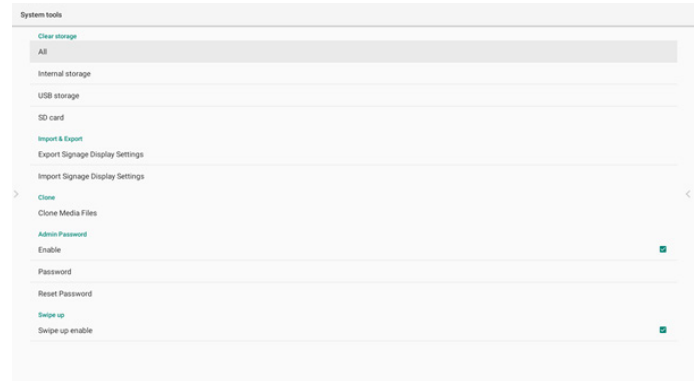 System tools
Clear storage
All
Internal storage
USB storage
SD card
Import & Export
Export Signage Display Settings
Import Signage Display Settings
Clone
Clone Media Files
Admin Password
Enable
Password
Reset Password
Swipe up
Swipe up enable